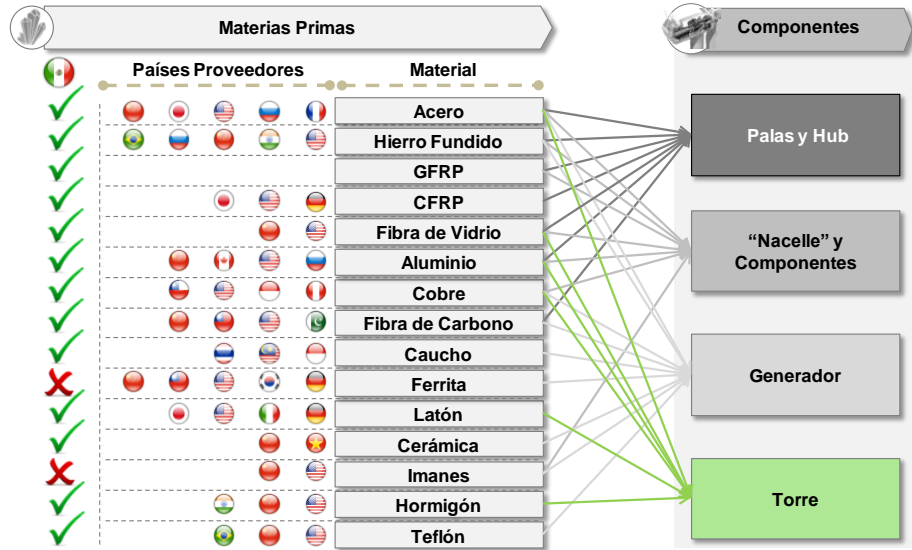 Materias Primas
Componentes
Países Proveedores
Material
Acero
Hierro Fundido
GFRP
CFRP
Fibra de Vidrio
Aluminio
Cobre
Fibra de Carbono
Caucho
Ferrita
Latón
Cerámica
Imanes
Hormigón
Teflón
Palas y Hub
“Nacelle” y
Componentes
Generador
Torre